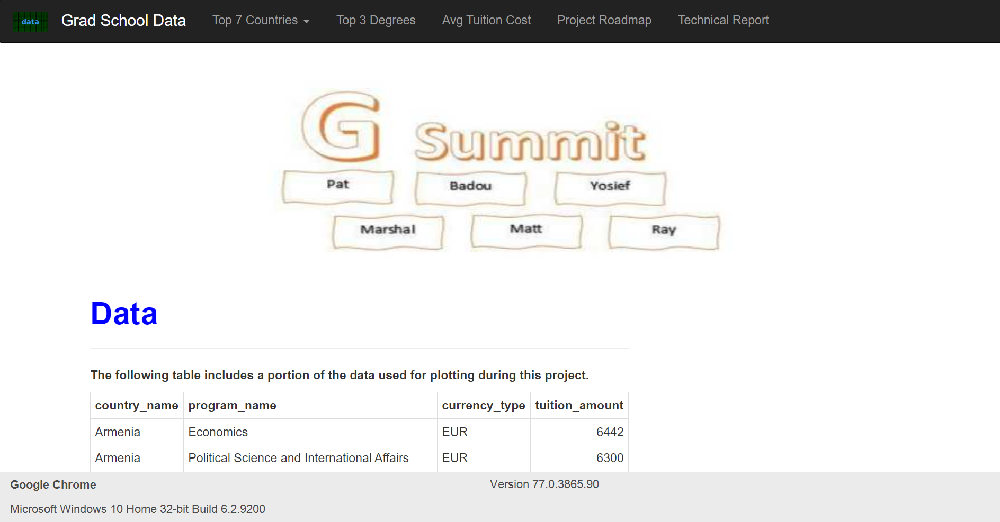 data Grad School Data Top 7 Countries Top 3 Degrees Avg Tuition Cost Project Roadmap Technical Report
G Summit
Pat Badou Yosief
Marshal Matt Ray
Data
The following table includes a portion of the data used for plotting during this project.
country_name program_name currency_type tuition_amount
Armenia Economics EUR 6442
Armenia Political Science and International Affairs EUR 6300
Google Chrome Version 77.0.3865.90
Microsoft Windows 10 Home 32-bit Build 6.2.9200